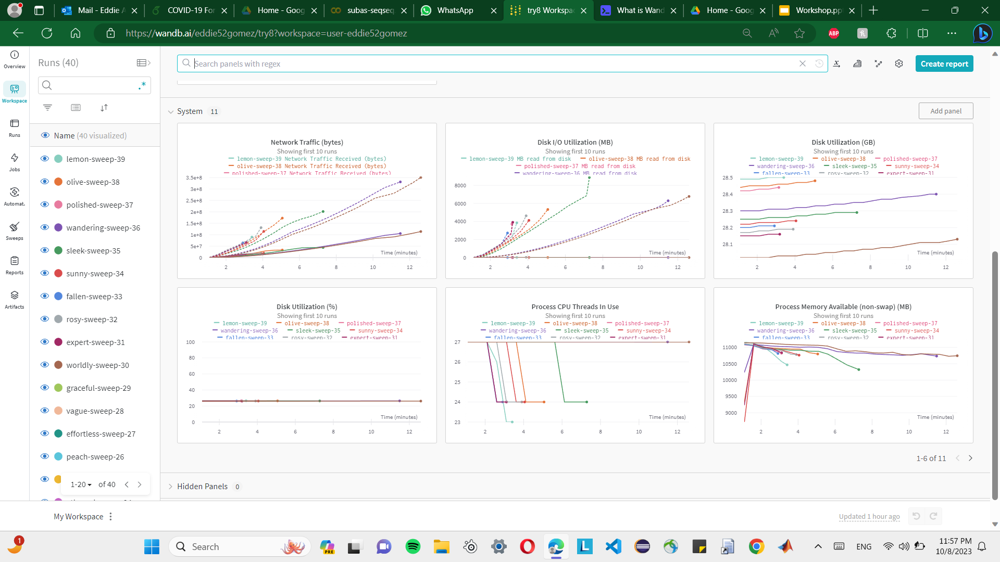 Mail - Eddie A
COVID-19 For
Home - Goog
subas-seqseq
WhatsApp
try8 Workspa
What is Wand
Home - Goog
Workshop.pp
https://wandb.ai/eddie52gomez/try8?workspace=user-eddie52gomez
ABP
Overview
Workspace
Runs
Jobs
Automat.
Sweeps
Reports
Artifacts
Runs (40)
.*
Name (40 visualized)
lemon-sweep-39
olive-sweep-38
polished-sweep-37
wandering-sweep-36
sleek-sweep-35
sunny-sweep-34
fallen-sweep-33
rosy-sweep-32
expert-sweep-31
worldly-sweep-30
graceful-sweep-29
vague-sweep-28
effortless-sweep-27
peach-sweep-26
1-20 of 40
Search panels with regex
Create report
System 11
Add panel
Network Traffic (bytes)
Showing first 10 runs
lemon-sweep-39 Network Traffic Received (bytes)
olive-sweep-38 Network Traffic Received (bytes)
polished-sweep-37 Network Traffic Received (bytes)
3.5e+8
3e+8
2.5e+8
2e+8
1.5e+8
1e+8
5e+7
0
Time (minutes)
2 4 6 8 10 12
Disk I/O Utilization (MB)
Showing first 10 runs
lemon-sweep-39 MB read from disk olive-sweep-38 MB read from disk
polished-sweep-37 MB read from disk
wandering-sweep-36 MB read from disk
8000
6000
4000
2000
0
Time (minutes)
2 4 6 8 10 12
Disk Utilization (GB)
Showing first 10 runs
lemon-sweep-39 olive-sweep-38 polished-sweep-37
wandering-sweep-36 sleek-sweep-35 sunny-sweep-34
fallen-sweep-33 rosy-sweep-32 expert-sweep-31
28.5
28.4
28.3
28.2
28.1
Time (minutes)
2 4 6 8 10 12
Disk Utilization (%)
Showing first 10 runs
lemon-sweep-39 olive-sweep-38 polished-sweep-37
wandering-sweep-36 sleek-sweep-35 sunny-sweep-34
fallen-sweep-33 rosy-sweep-32 expert-sweep-31
100
80
60
40
20
0
Time (minutes)
2 4 6 8 10 12
Process CPU Threads In Use
Showing first 10 runs
lemon-sweep-39 olive-sweep-38 polished-sweep-37
wandering-sweep-36 sleek-sweep-35 sunny-sweep-34
fallen-sweep-33 rosy-sweep-32 expert-sweep-31
27
26
25
24
23
Time (minutes)
2 4 6 8 10 12
Process Memory Available (non-swap) (MB)
Showing first 10 runs
lemon-sweep-39 olive-sweep-38 polished-sweep-37
wandering-sweep-36 sleek-sweep-35 sunny-sweep-34
fallen-sweep-33 rosy-sweep-32 expert-sweep-31
11000
10500
10000
9500
9000
Time (minutes)
2 4 6 8 10 12
1-6 of 11
Hidden Panels 0
My Workspace
Updated 1 hour ago
1
Search
PRE
L
ENG
11:57 PM
10/8/2023